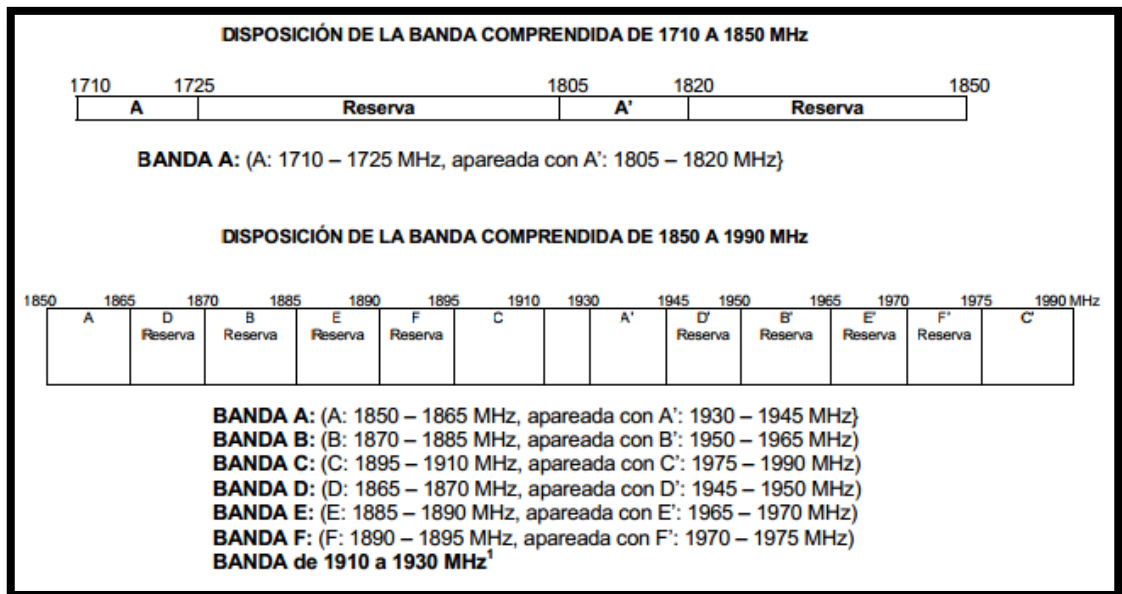 DISPOSICIÓN DE LA BANDA COMPRENDIDA DE 1710 A 1850 MHz
1710 1725 1805 1820 1850
A Reserva A' Reserva
BANDA A: (A: 1710 – 1725 MHz, apareada con A': 1805 – 1820 MHz}
DISPOSICIÓN DE LA BANDA COMPRENDIDA DE 1850 A 1990 MHz
1850 1865 1870 1885 1890 1895 1910 1930 1945 1950 1965 1970 1975 1990 MHz
A D B E F C A' D' B' E' F' C'
Reserva Reserva Reserva Reserva Reserva Reserva Reserva Reserva
BANDA A: (A: 1850 – 1865 MHz, apareada con A': 1930 – 1945 MHz}
BANDA B: (B: 1870 – 1885 MHz, apareada con B': 1950 – 1965 MHz)
BANDA C: (C: 1895 – 1910 MHz, apareada con C': 1975 – 1990 MHz)
BANDA D: (D: 1865 – 1870 MHz, apareada con D': 1945 – 1950 MHz)
BANDA E: (E: 1885 – 1890 MHz, apareada con E': 1965 – 1970 MHz)
BANDA F: (F: 1890 – 1895 MHz, apareada con F': 1970 – 1975 MHz)
BANDA de 1910 a 1930 MHz¹